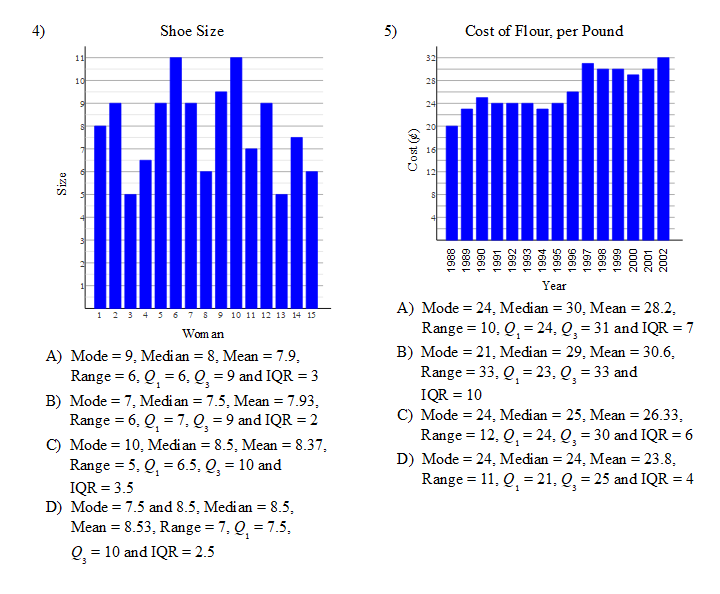 4)
Shoe Size
11
10
9
8
7
6
5
4
3
2
1
Size
1 2 3 4 5 6 7 8 9 10 11 12 13 14 15
Woman
A) Mode = 9, Median = 8, Mean = 7.9,
Range = 6, Q₁ = 6, Q₃ = 9 and IQR = 3
B) Mode = 7, Median = 7.5, Mean = 7.93,
Range = 6, Q₁ = 7, Q₃ = 9 and IQR = 2
C) Mode = 10, Median = 8.5, Mean = 8.37,
Range = 5, Q₁ = 6.5, Q₃ = 10 and
IQR = 3.5
D) Mode = 7.5 and 8.5, Median = 8.5,
Mean = 8.53, Range = 7, Q₁ = 7.5,
Q₃ = 10 and IQR = 2.5
5)
Cost of Flour, per Pound
32
28
24
20
16
12
8
4
Cost (¢)
1988 1989 1990 1991 1992 1993 1994 1995 1996 1997 1998 1999 2000 2001 2002
Year
A) Mode = 24, Median = 30, Mean = 28.2,
Range = 10, Q₁ = 24, Q₃ = 31 and IQR = 7
B) Mode = 21, Median = 29, Mean = 30.6,
Range = 33, Q₁ = 23, Q₃ = 33 and
IQR = 10
C) Mode = 24, Median = 25, Mean = 26.33,
Range = 12, Q₁ = 24, Q₃ = 30 and IQR = 6
D) Mode = 24, Median = 24, Mean = 23.8,
Range = 11, Q₁ = 21, Q₃ = 25 and IQR = 4